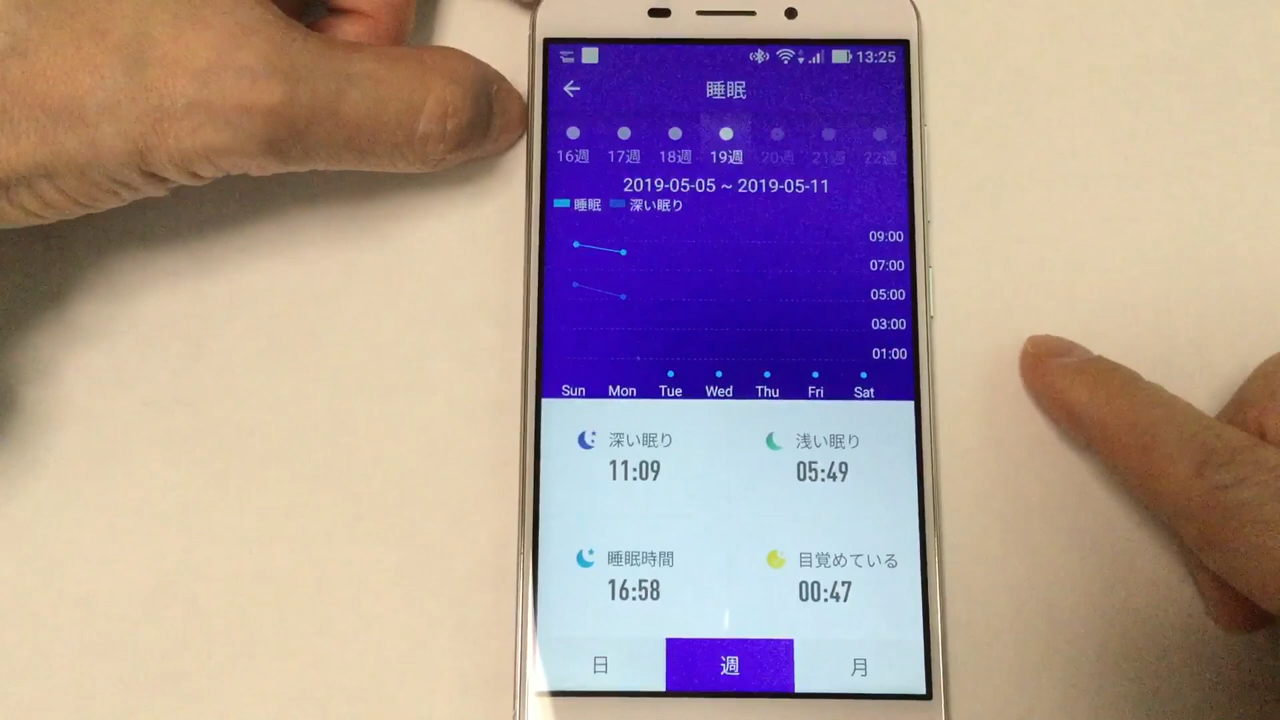 13:25
睡眠
16週 17週 18週 19週 20週 21週 22週
2019-05-05 ~ 2019-05-11
睡眠 深い眠り
09:00
07:00
05:00
03:00
01:00
Sun Mon Tue Wed Thu Fri Sat
深い眠り 浅い眠り
11:09 05:49
睡眠時間 目覚めている
16:58 00:47
日 週 月